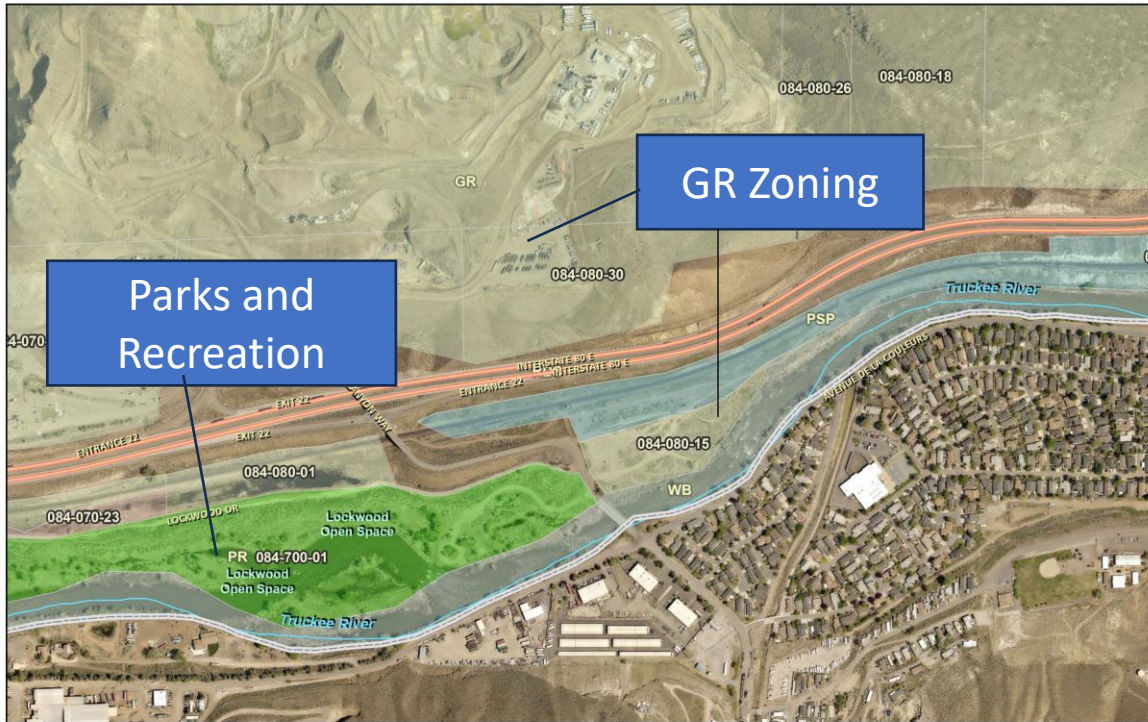 084-080-26
084-080-18
GR
GR Zoning
084-080-30
Parks and
Recreation
Truckee River
PSP
INTERSTATE 80 E
INTERSTATE 80 E
ENTRANCE 22
AVENUE DE LA COULEURS
EXIT 22
ENTRANCE 22
EXIT 22
084-080-15
084-080-01
WB
084-070-23
LOCKWOOD DR
Lockwood
Open Space
PR 084-700-01
Lockwood
Open Space
Truckee River